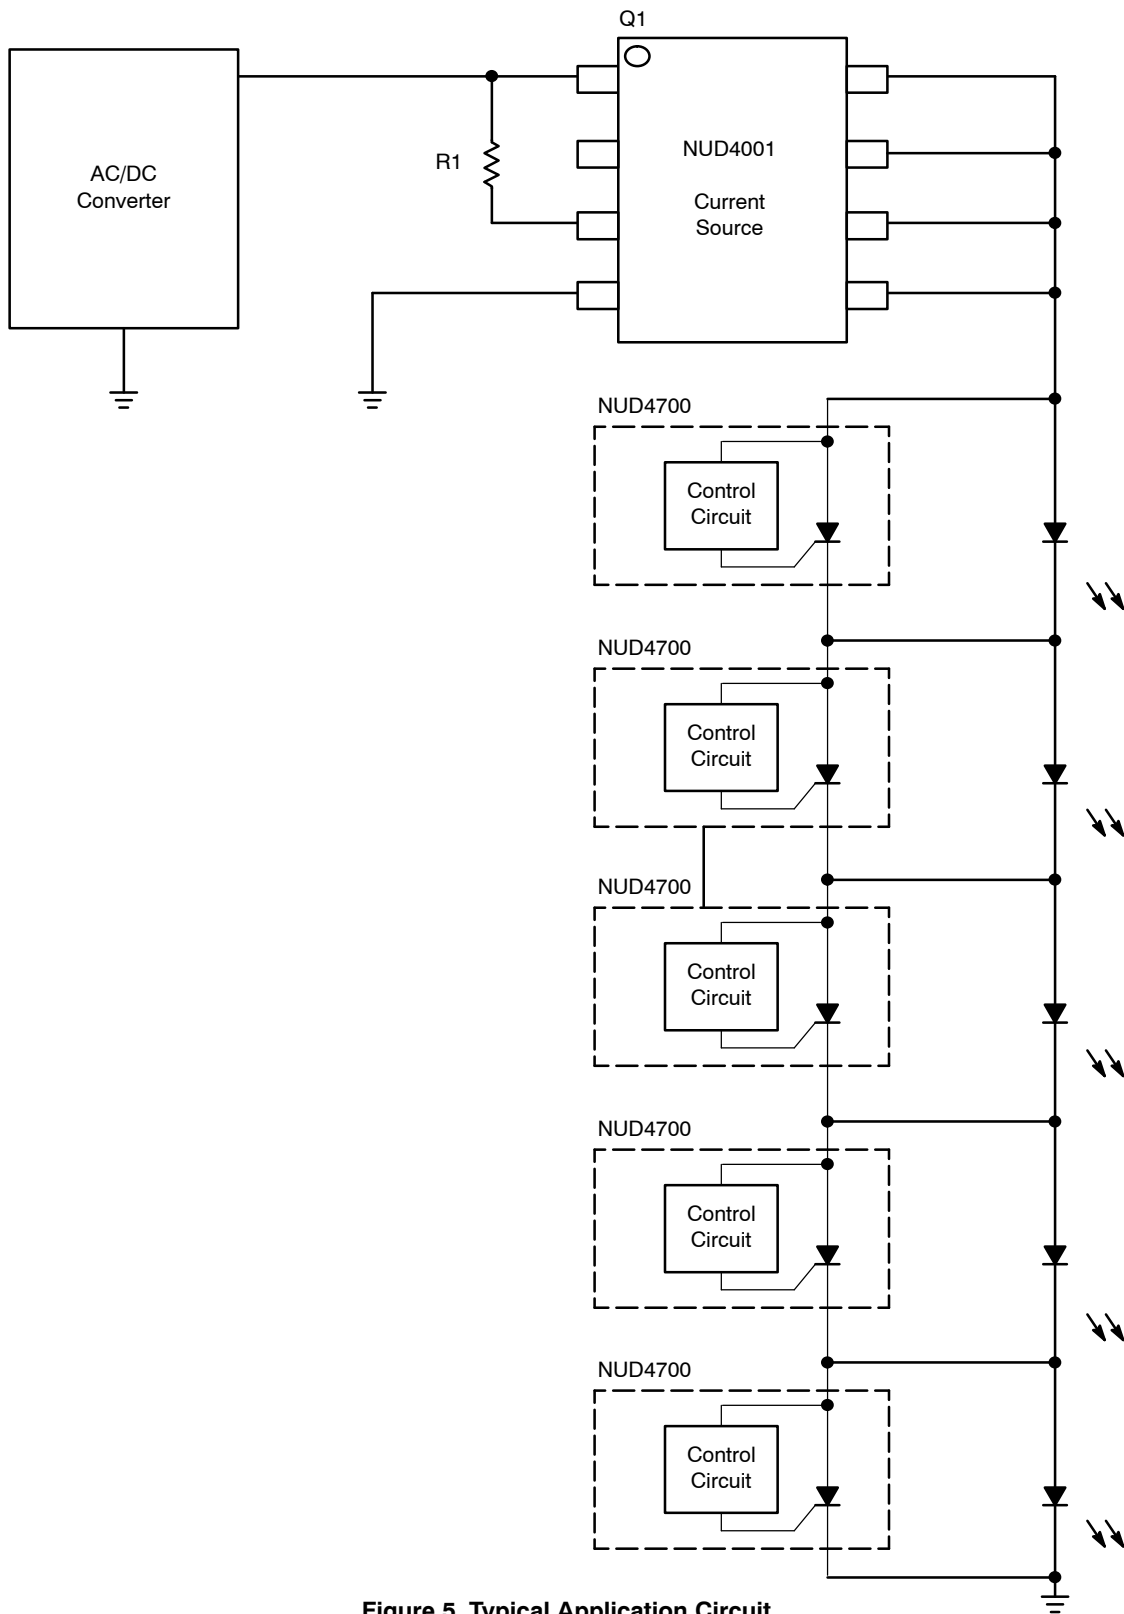 Q1
AC/DC
Converter
R1
NUD4001
Current
Source
NUD4700
Control
Circuit
NUD4700
Control
Circuit
NUD4700
Control
Circuit
NUD4700
Control
Circuit
NUD4700
Control
Circuit
Figure 5. Typical Application Circuit